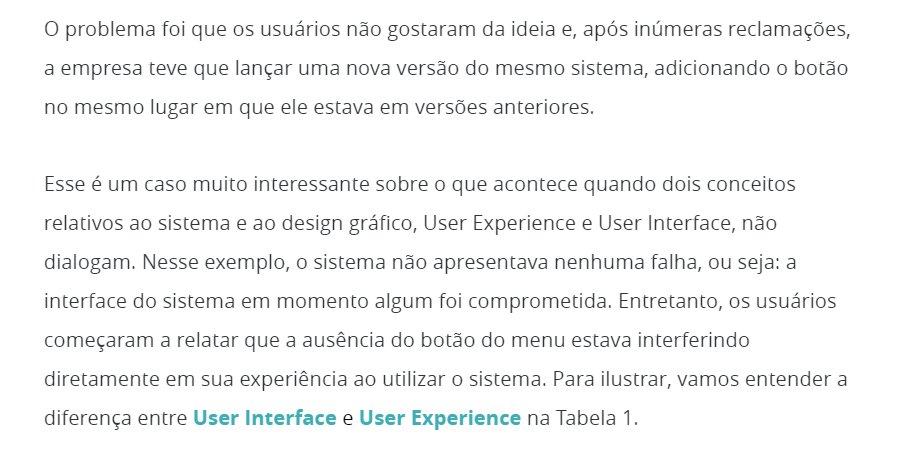 O problema foi que os usuários não gostaram da ideia e, após inúmeras reclamações,
a empresa teve que lançar uma nova versão do mesmo sistema, adicionando o botão
no mesmo lugar em que ele estava em versões anteriores.
Esse é um caso muito interessante sobre o que acontece quando dois conceitos
relativos ao sistema e ao design gráfico, User Experience e User Interface, não
dialogam. Nesse exemplo, o sistema não apresentava nenhuma falha, ou seja: a
interface do sistema em momento algum foi comprometida. Entretanto, os usuários
começaram a relatar que a ausência do botão do menu estava interferindo
diretamente em sua experiência ao utilizar o sistema. Para ilustrar, vamos entender a
diferença entre User Interface e User Experience na Tabela 1.